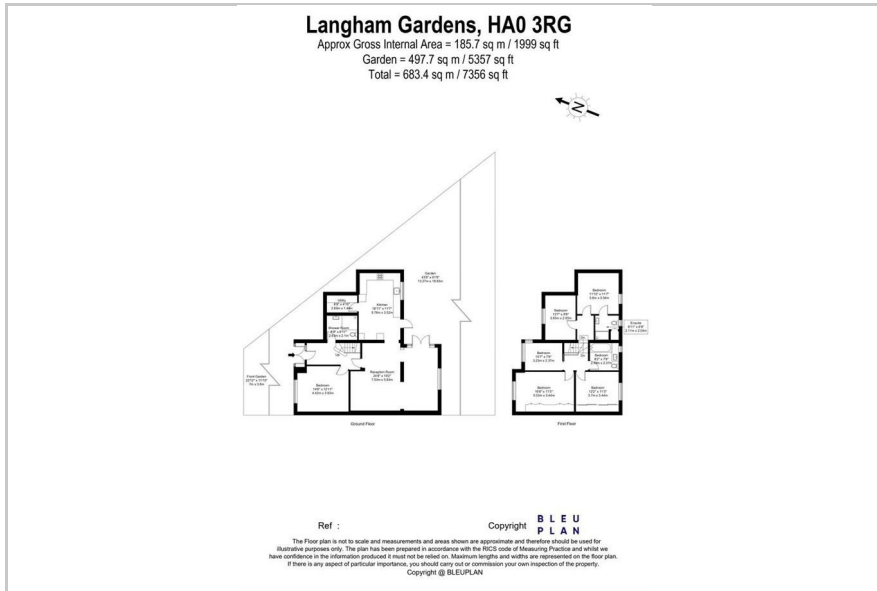 Langham Gardens, HA0 3RG
Approx Gross Internal Area = 185.7 sq m / 1999 sq ft
Garden = 497.7 sq m / 5357 sq ft
Total = 683.4 sq m / 7356 sq ft
N
Garden
Utility
Kitchen
Shower Room
Reception Room
Bedroom
Front Garden
Ground Floor
Bedroom
Bedroom
Ensuite
Bedroom
Bedroom
Bedroom
Bedroom
First Floor
Ref :
Copyright
BLEU
PLAN
The Floor plan is not to scale and measurements and areas shown are approximate and therefore should be used for
illustrative purposes only. The plan has been prepared in accordance with the RICS code of Measuring Practice and whilst we
have confidence in the information produced it must not be relied on. Maximum lengths and widths are represented on the floor plan.
If there is any aspect of particular importance, you should carry out or commission your own inspection of the property.
Copyright @ BLEUPLAN